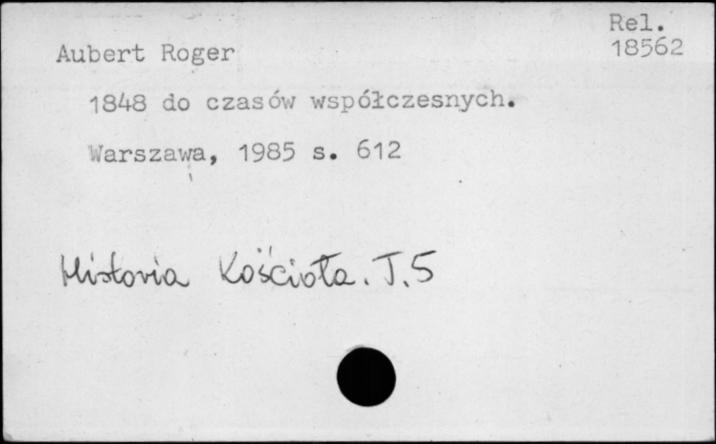 Rel.
18562
Aubert Roger
1848 do czasów współczesnych.
Warszawa, 1985 s. 612
Historia Kościoła. T.5